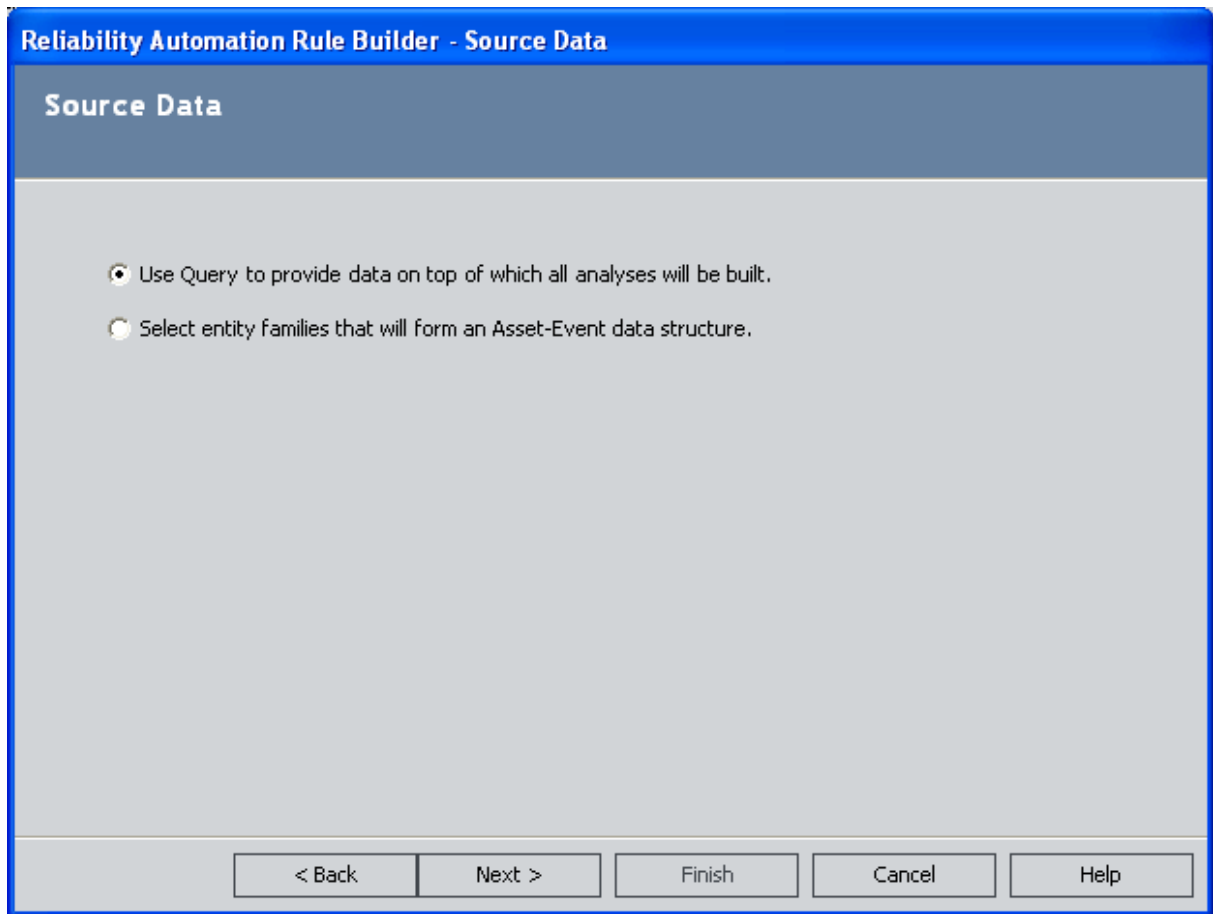 Reliability Automation Rule Builder - Source Data
Source Data
Use Query to provide data on top of which all analyses will be built.
Select entity families that will form an Asset-Event data structure.
< Back Next > Finish Cancel Help